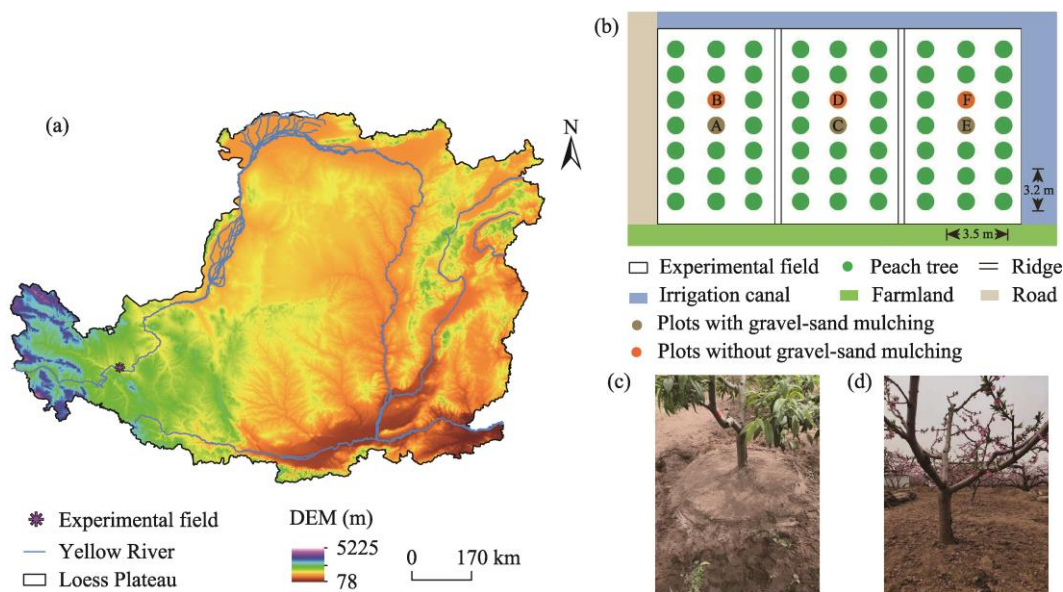 (a)
N
Experimental field
Yellow River
Loess Plateau
DEM (m)
5225
78
0 170 km
(b)
B D F
A C E
3.2 m
3.5 m
Experimental field Peach tree Ridge
Irrigation canal Farmland Road
Plots with gravel-sand mulching
Plots without gravel-sand mulching
(c) (d)